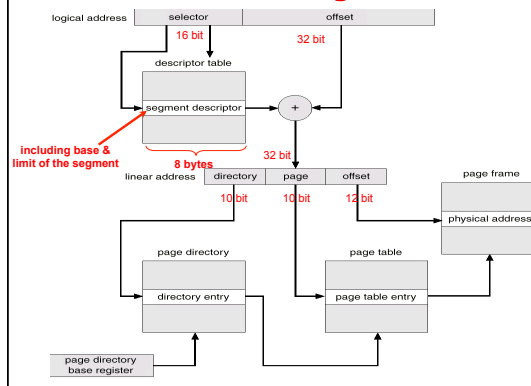 logical address selector offset
16 bit 32 bit
descriptor table
segment descriptor +
including base &
limit of the segment
8 bytes
32 bit
linear address directory page offset
10 bit 10 bit 12 bit
page frame
physical address
page directory page table
directory entry page table entry
page directory
base register